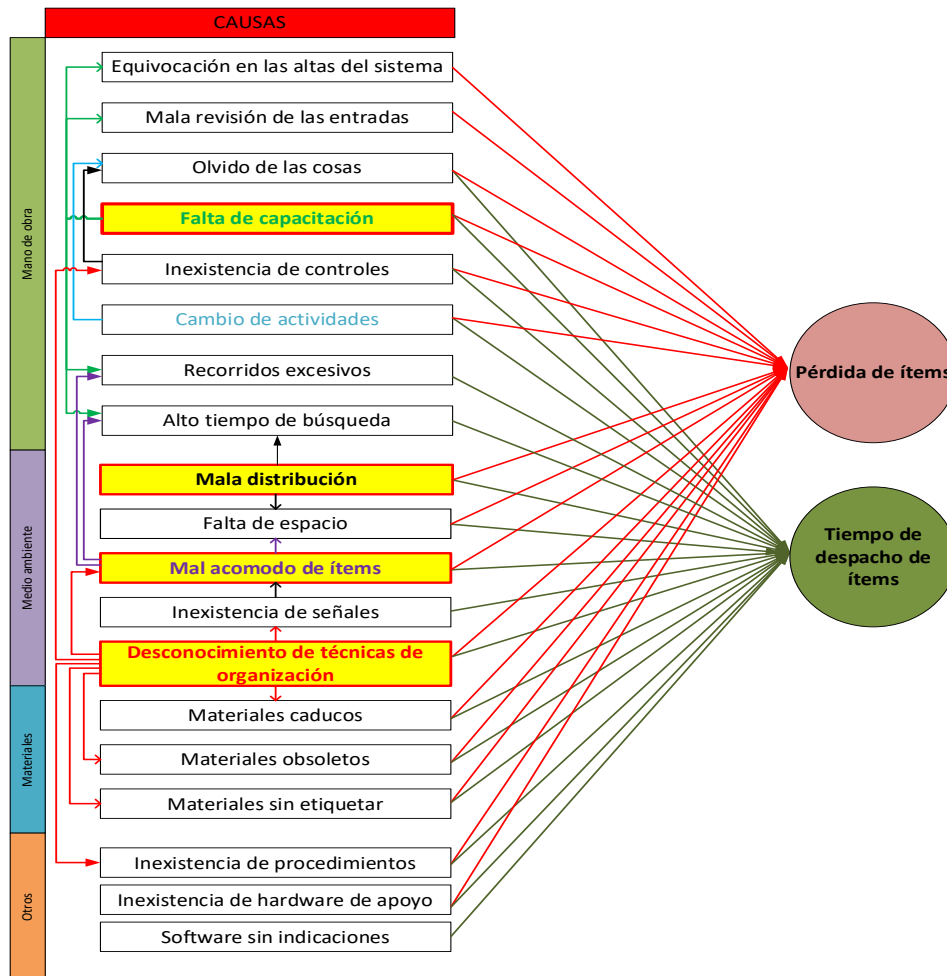 CAUSAS
Mano de obra
Equivocación en las altas del sistema
Mala revisión de las entradas
Olvido de las cosas
Falta de capacitación
Inexistencia de controles
Cambio de actividades
Recorridos excesivos
Alto tiempo de búsqueda
Medio ambiente
Mala distribución
Falta de espacio
Mal acomodo de ítems
Inexistencia de señales
Desconocimiento de técnicas de
organización
Materiales
Materiales caducos
Materiales obsoletos
Materiales sin etiquetar
Otros
Inexistencia de procedimientos
Inexistencia de hardware de apoyo
Software sin indicaciones
Pérdida de ítems
Tiempo de
despacho de
ítems